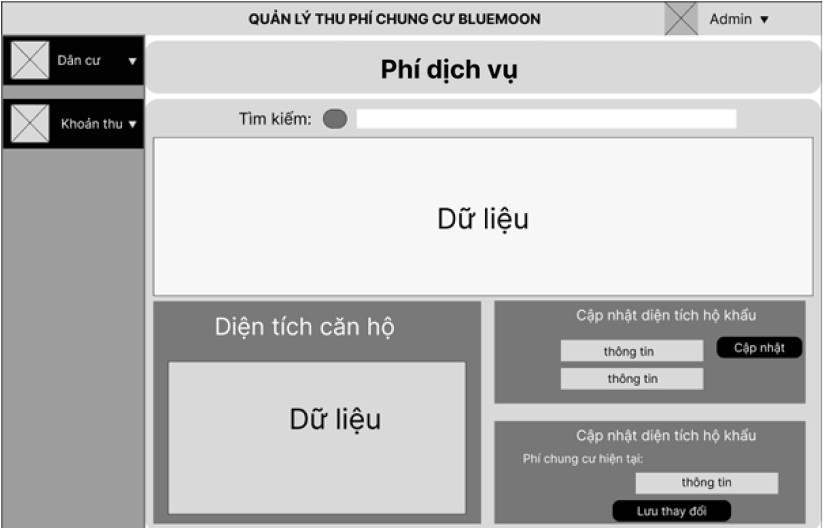 QUẢN LÝ THU PHÍ CHUNG CƯ BLUEMOON
Admin ▼
Dân cư ▼
Khoản thu ▼
Phí dịch vụ
Tìm kiếm:
Dữ liệu
Diện tích căn hộ
Dữ liệu
Cập nhật diện tích hộ khẩu
thông tin
Cập nhật
thông tin
Cập nhật diện tích hộ khẩu
Phí chung cư hiện tại:
thông tin
Lưu thay đổi